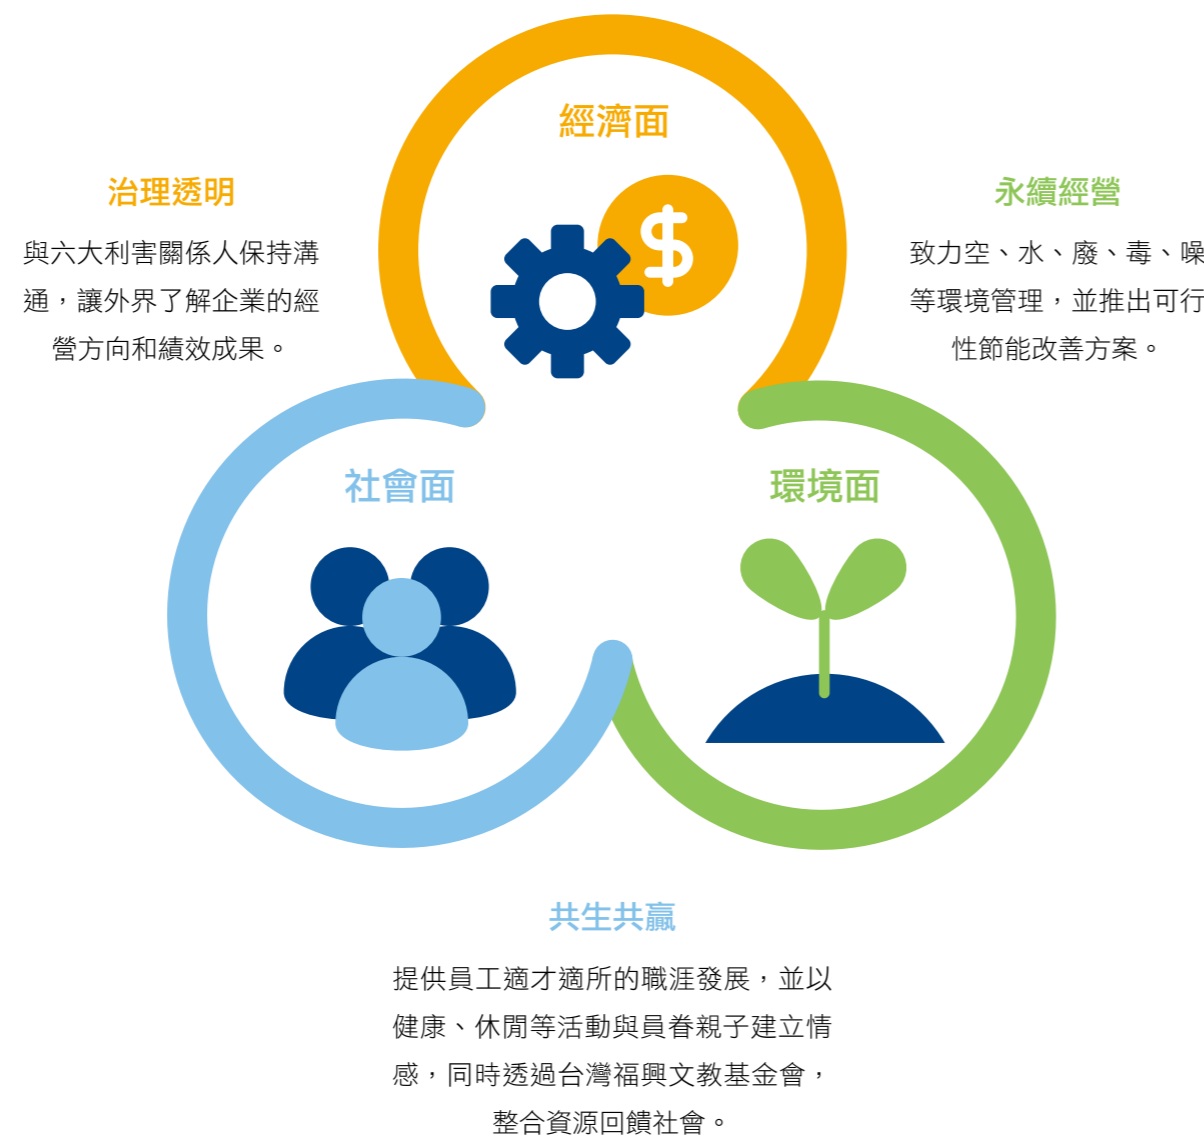 經濟面
治理透明
與六大利害關係人保持溝
通，讓外界了解企業的經
營方向和績效成果。
永續經營
致力空、水、廢、毒、噪
等環境管理，並推出可行
性節能改善方案。
社會面
環境面
$
共生共贏
提供員工適才適所的職涯發展，並以
健康、休閒等活動與員眷親子建立情
感，同時透過台灣福興文教基金會，
整合資源回饋社會。